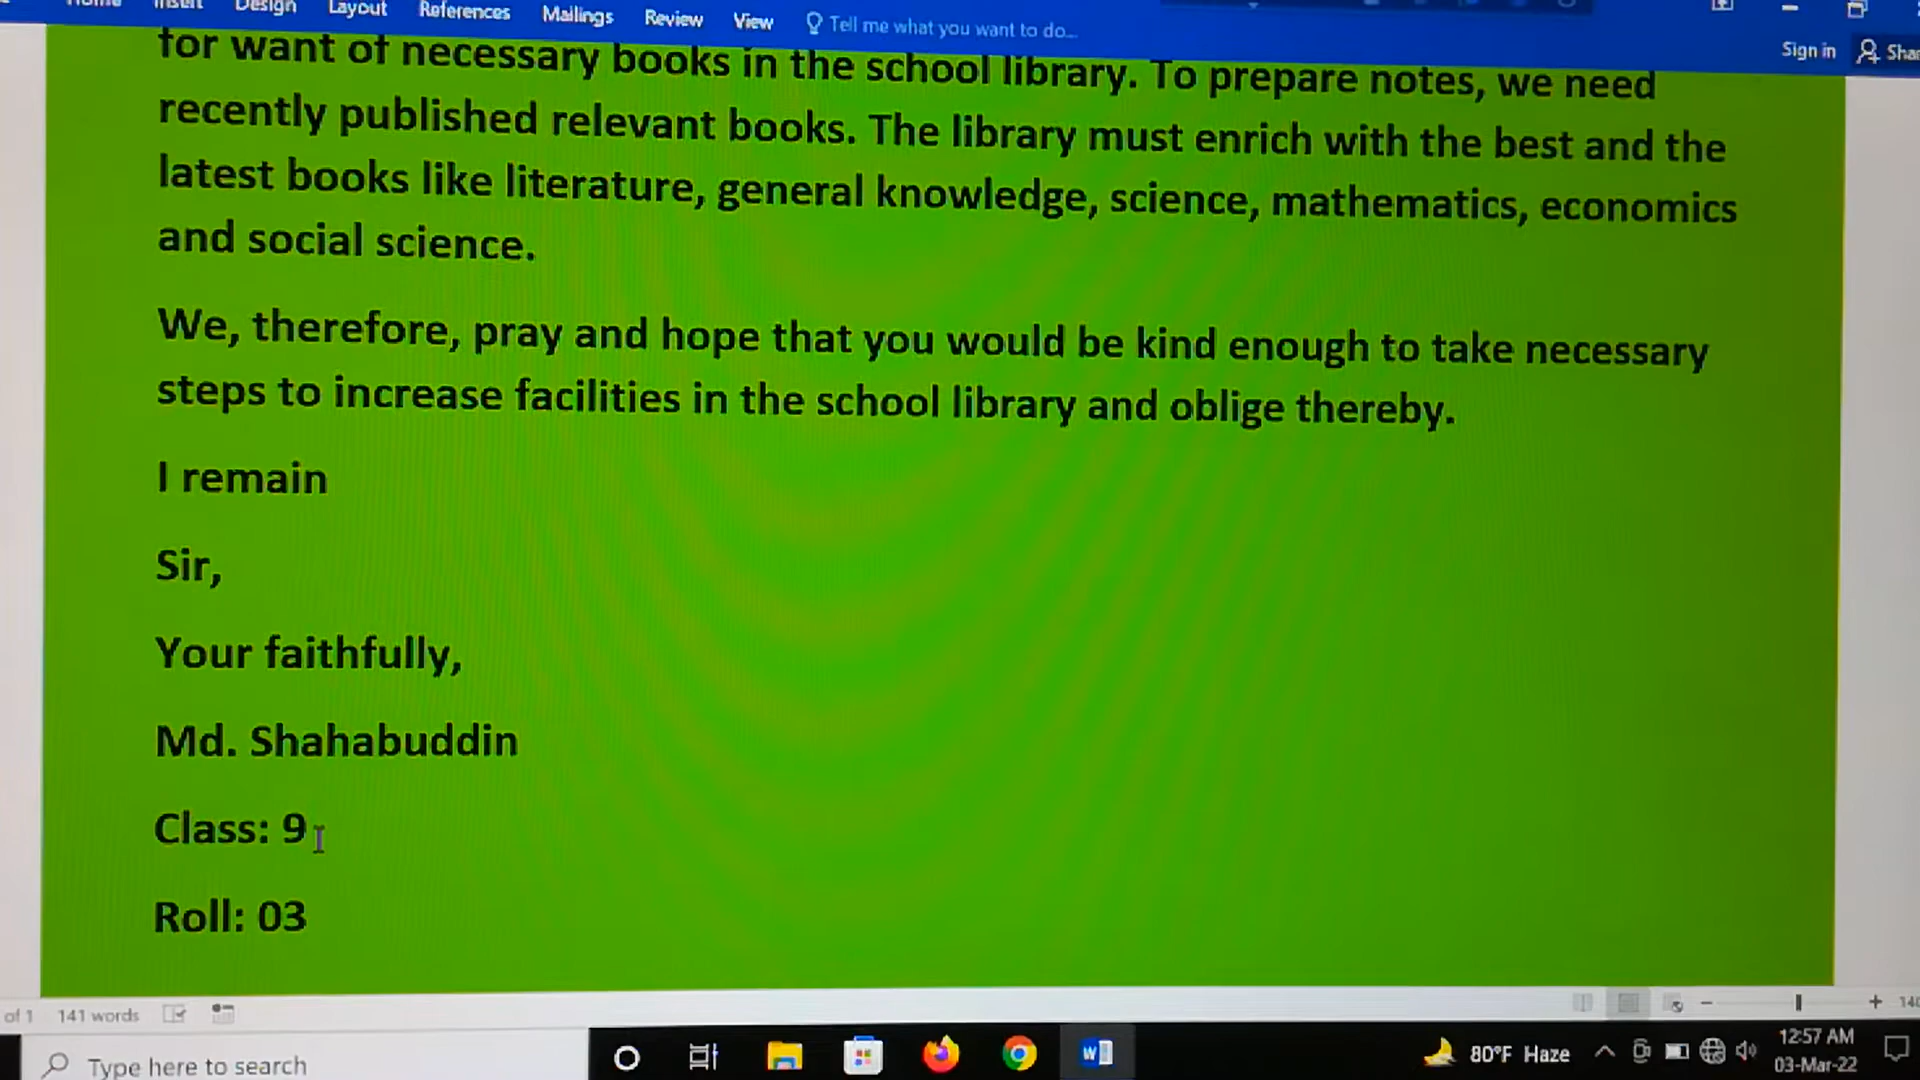 Insert Design Layout References Mailings Review View Tell me what you want to do...
Sign in
for want of necessary books in the school library. To prepare notes, we need
recently published relevant books. The library must enrich with the best and the
latest books like literature, general knowledge, science, mathematics, economics
and social science.
We, therefore, pray and hope that you would be kind enough to take necessary
steps to increase facilities in the school library and oblige thereby.
I remain
Sir,
Your faithfully,
Md. Shahabuddin
Class: 9
Roll: 03
of 1 141 words
Type here to search
80°F Haze
12:57 AM
03-Mar-22